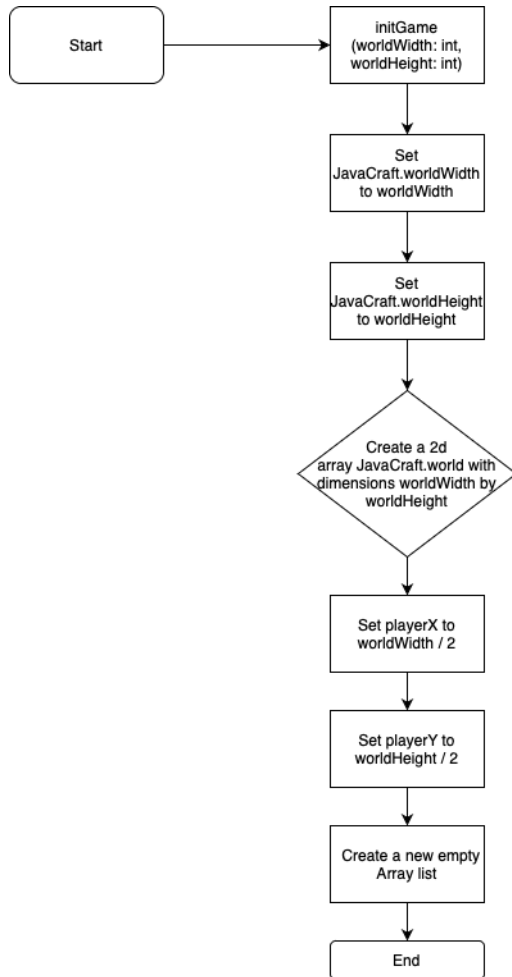 Start
initGame
(worldWidth: int,
worldHeight: int)
Set
JavaCraft.worldWidth
to worldWidth
Set
JavaCraft.worldHeight
to worldHeight
Create a 2d
array JavaCraft.world with
dimensions worldWidth by
worldHeight
Set playerX to
worldWidth / 2
Set playerY to
worldHeight / 2
Create a new empty
Array list
End